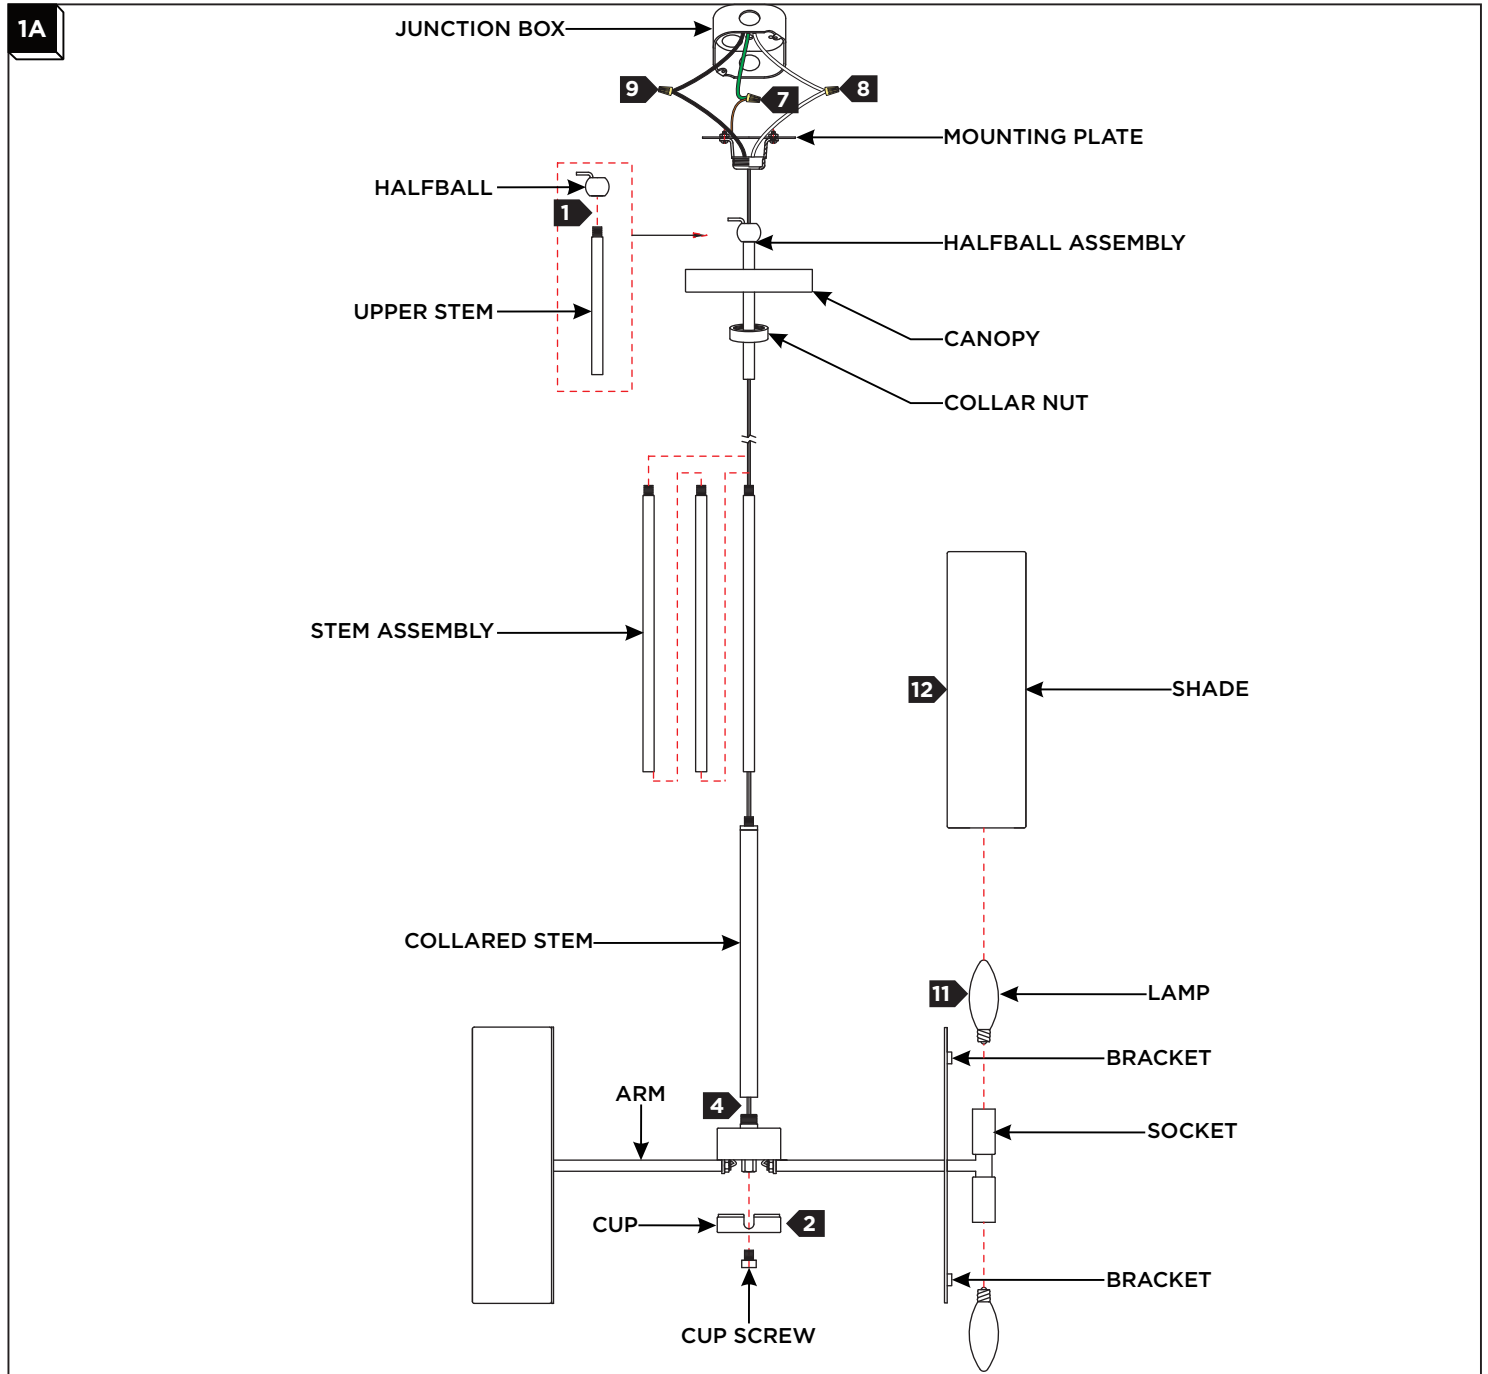 1A
JUNCTION BOX
9
7
8
MOUNTING PLATE
HALFBALL
1
HALFBALL ASSEMBLY
UPPER STEM
CANOPY
COLLAR NUT
STEM ASSEMBLY
12
SHADE
COLLARED STEM
11
LAMP
BRACKET
ARM
4
SOCKET
CUP
2
BRACKET
CUP SCREW